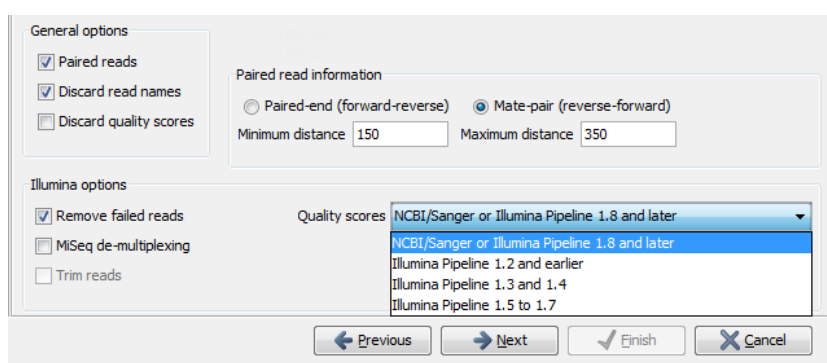 General options
Paired reads
Discard read names
Discard quality scores
Paired read information
Paired-end (forward-reverse) Mate-pair (reverse-forward)
Minimum distance 150 Maximum distance 350
Illumina options
Remove failed reads
MiSeq de-multiplexing
Trim reads
Quality scores NCBI/Sanger or Illumina Pipeline 1.8 and later
NCBI/Sanger or Illumina Pipeline 1.8 and later
Illumina Pipeline 1.2 and earlier
Illumina Pipeline 1.3 and 1.4
Illumina Pipeline 1.5 to 1.7
Previous Next Finish Cancel